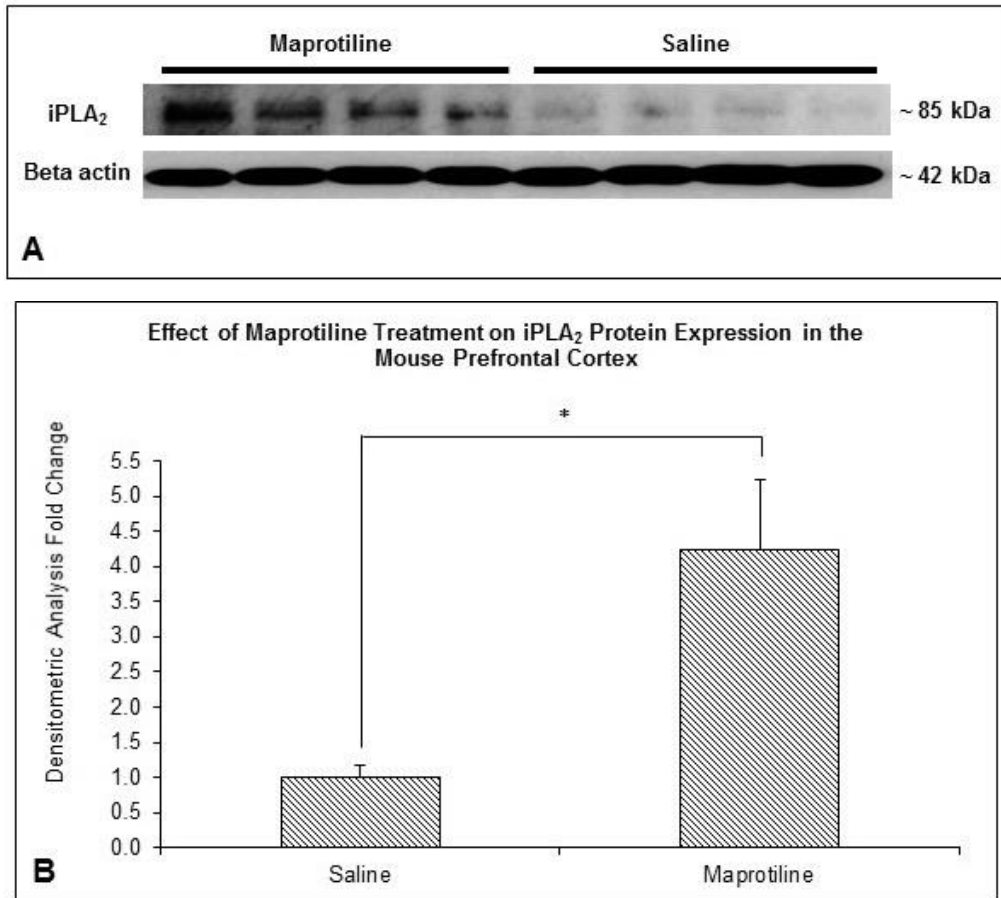 Maprotiline Saline
iPLA₂ ~ 85 kDa
Beta actin ~ 42 kDa
A
Effect of Maprotiline Treatment on iPLA₂ Protein Expression in the
Mouse Prefrontal Cortex
*
Densitometric Analysis Fold Change
5.5
5.0
4.5
4.0
3.5
3.0
2.5
2.0
1.5
1.0
0.5
0.0
Saline Maprotiline
B